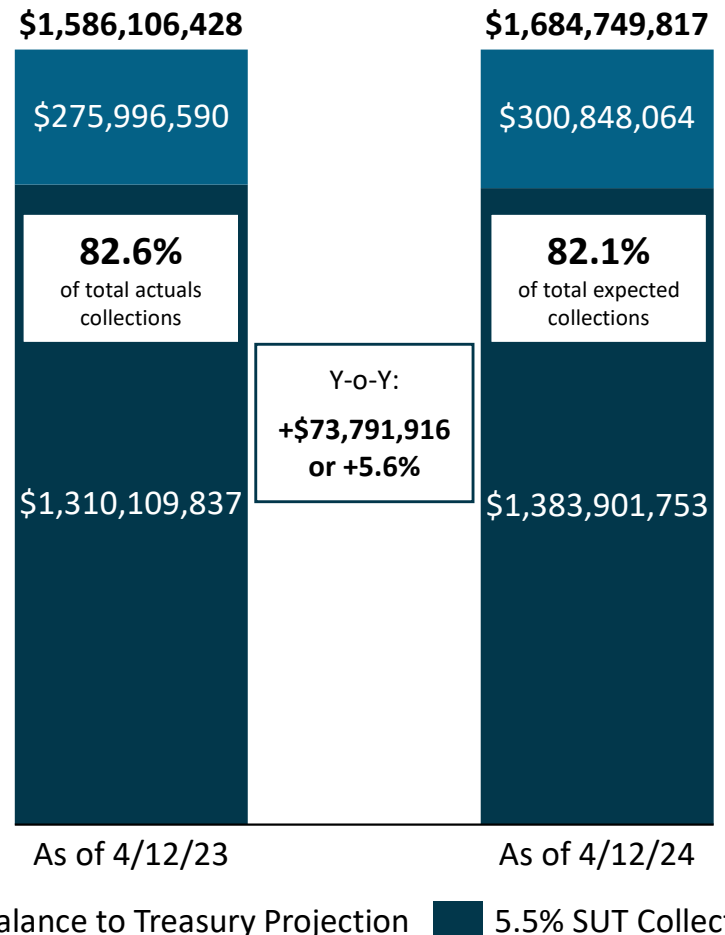 $1,586,106,428 $1,684,749,817
$275,996,590 $300,848,064
82.6%
of total actuals
collections
82.1%
of total expected
collections
Y-o-Y:
+$73,791,916
or +5.6%
$1,310,109,837 $1,383,901,753
As of 4/12/23 As of 4/12/24
to Treasury Projection 5.5% SUT